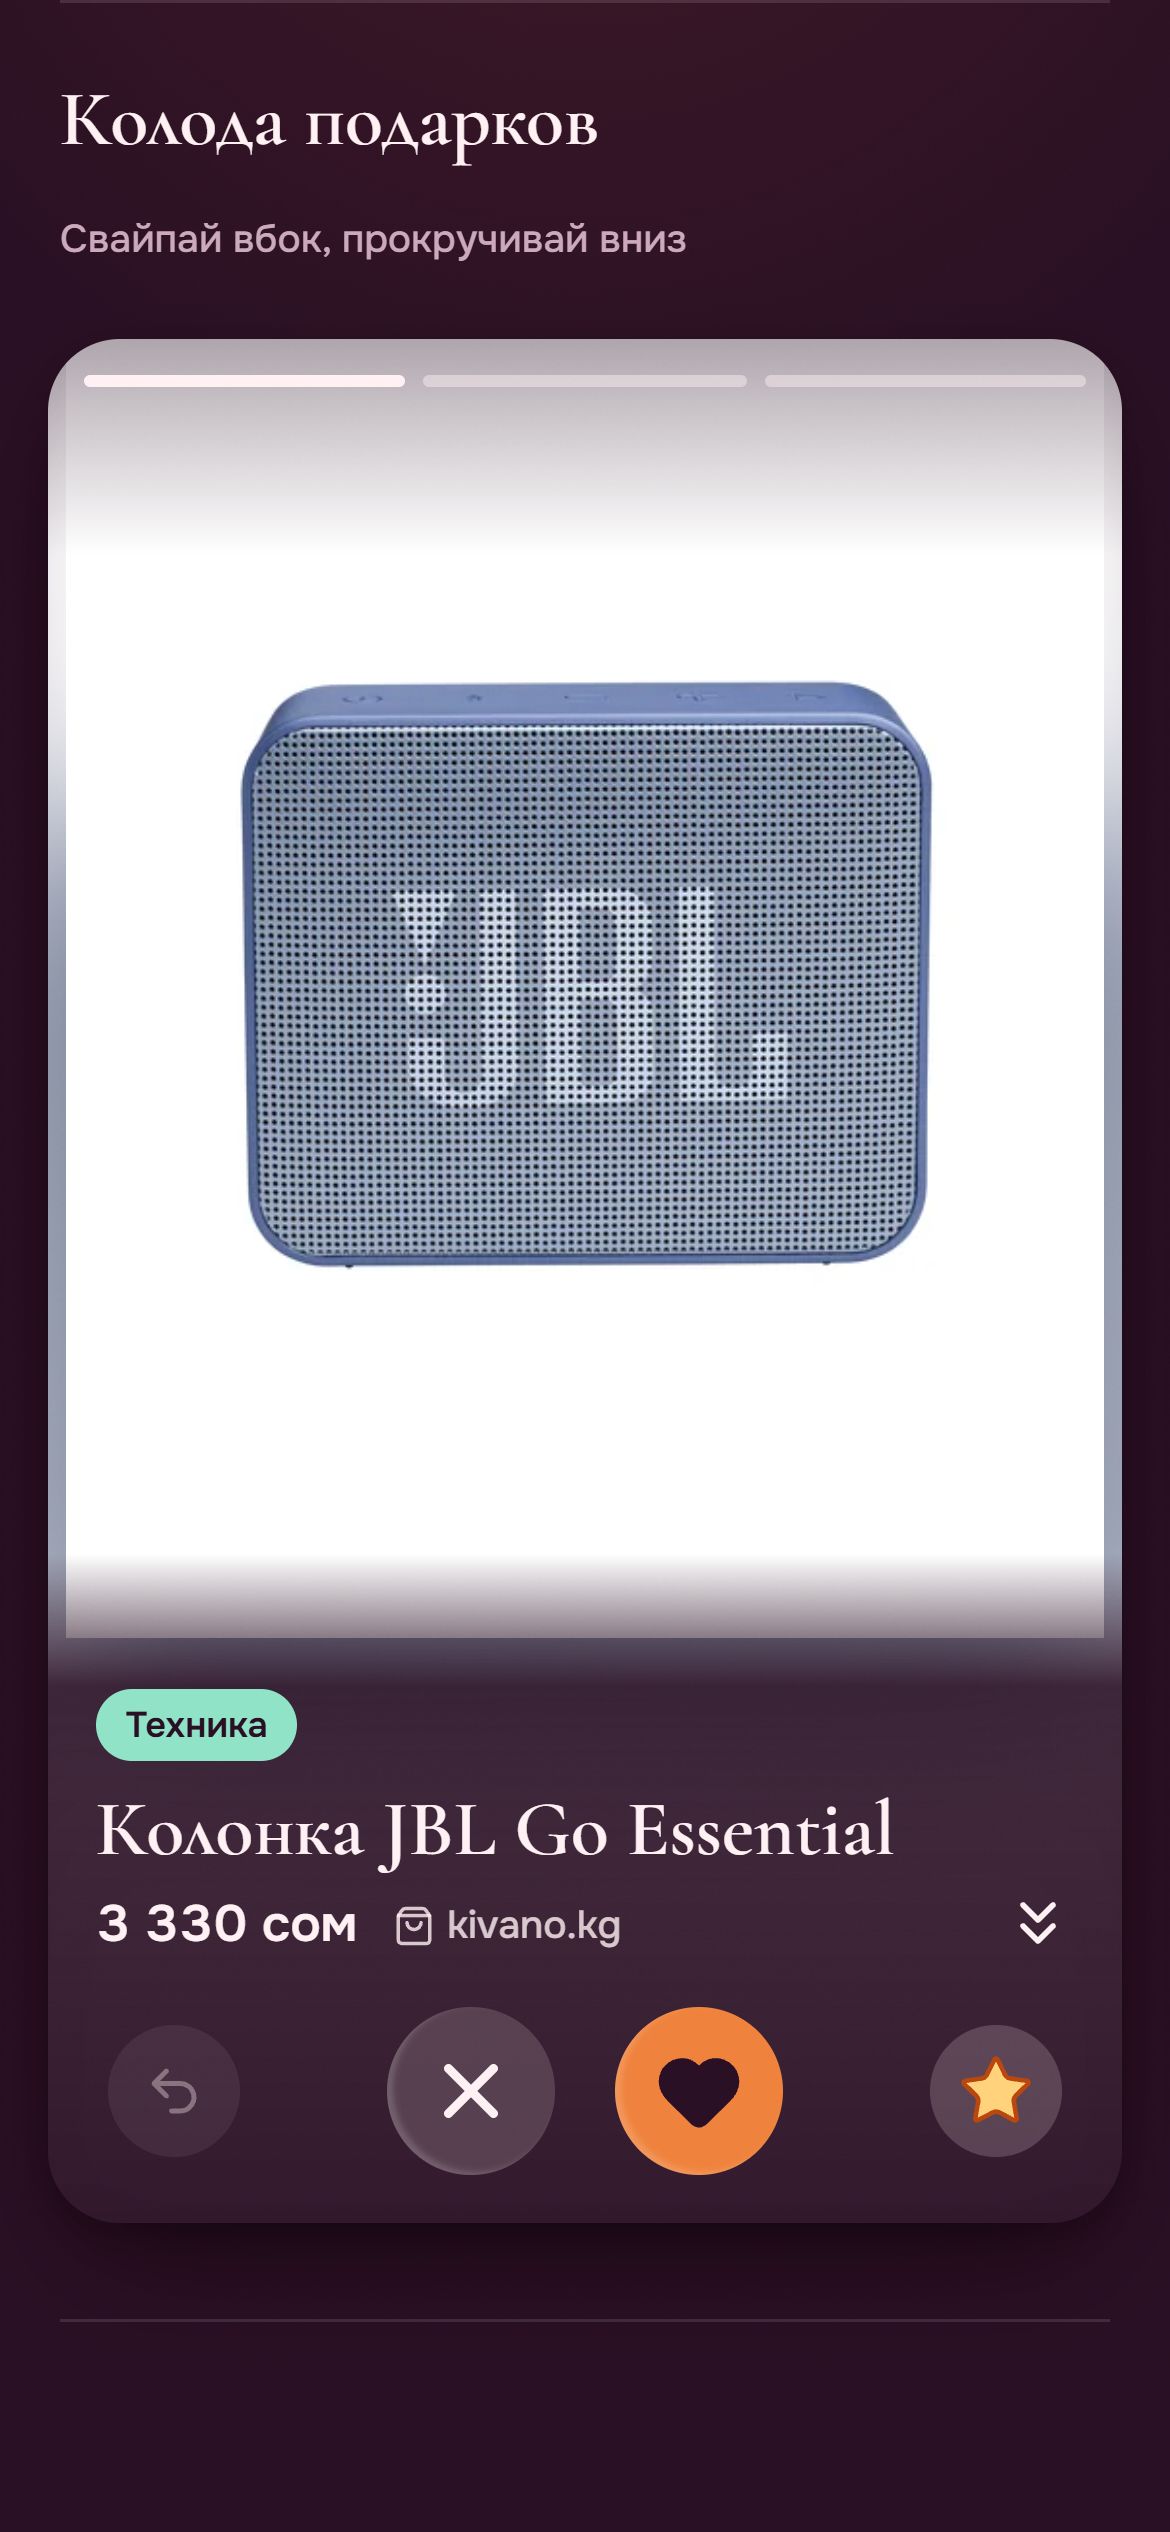 Колода подарков
Свайпай вбок, прокручивай вниз
JBL
Техника
Колонка JBL Go Essential
3 330 сом kivano.kg